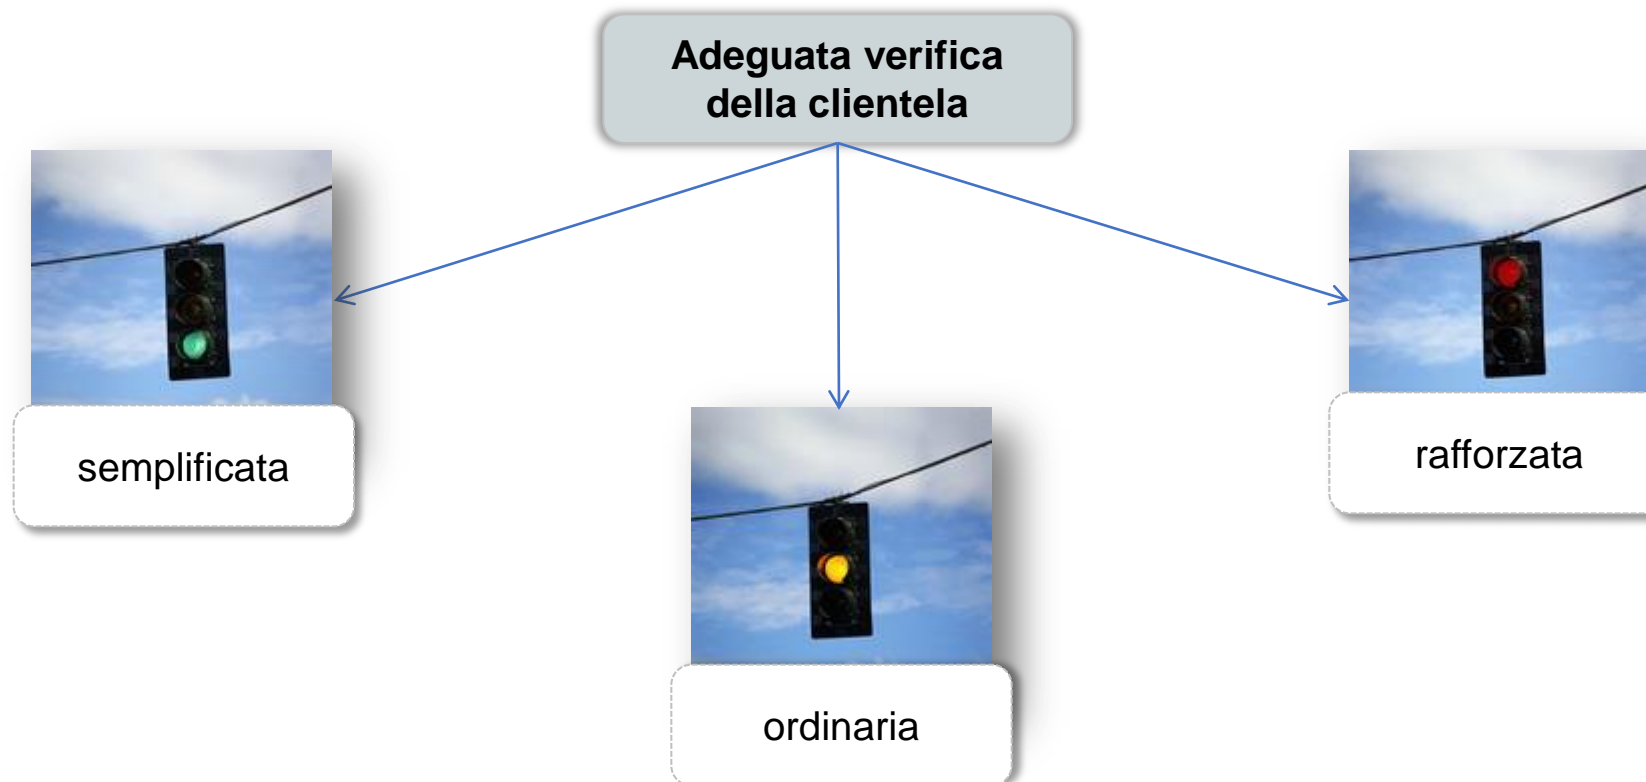 Adeguata verifica
della clientela
semplificata
rafforzata
ordinaria